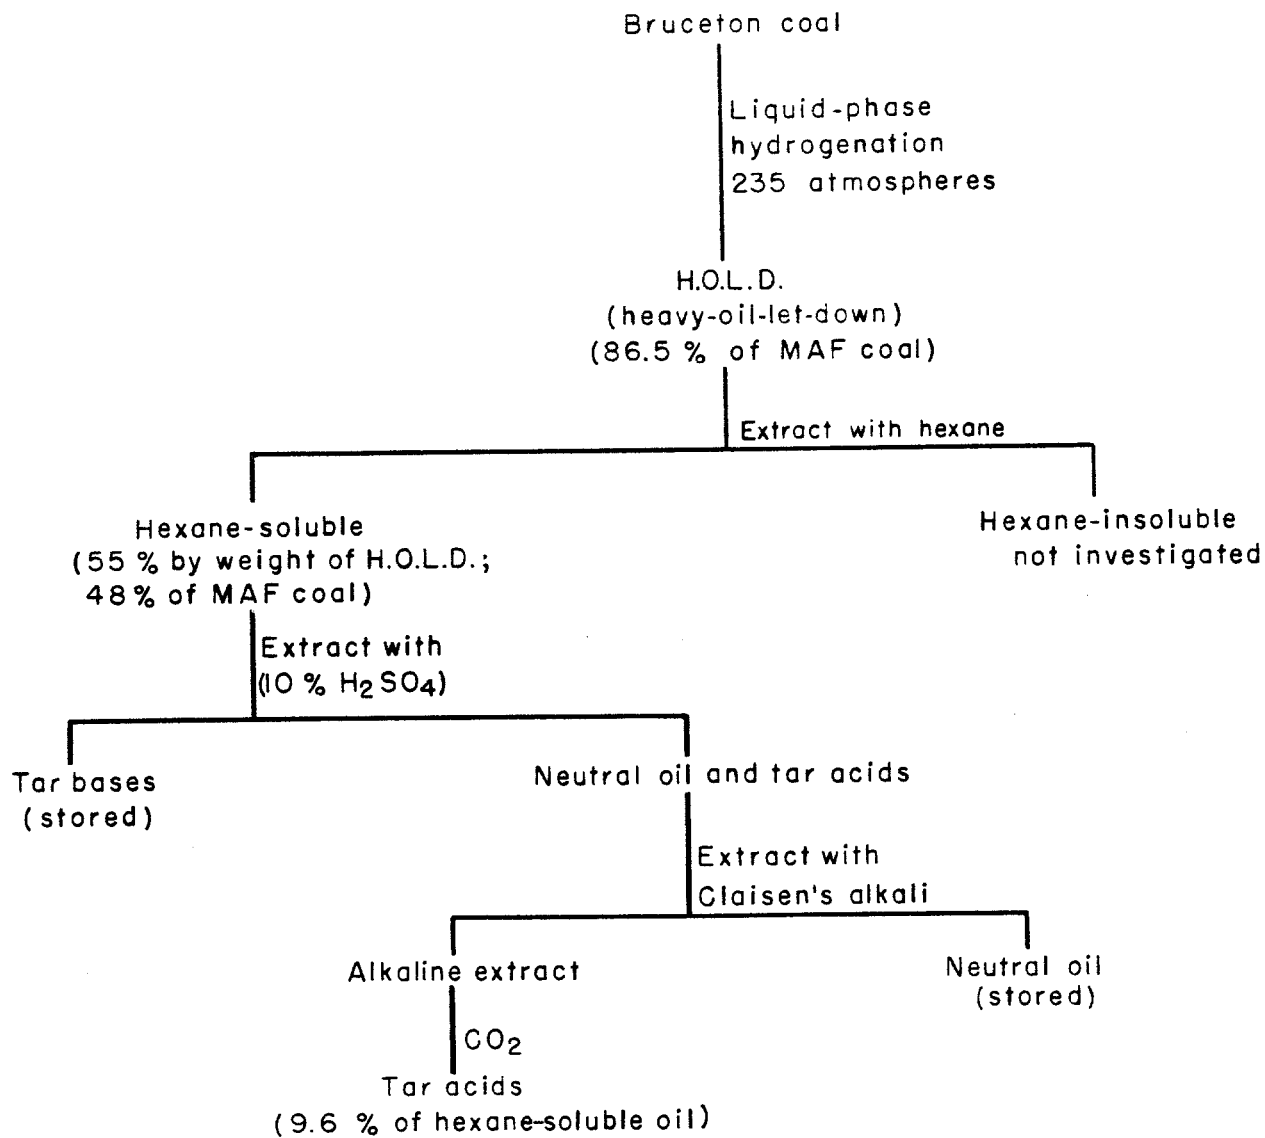 Bruceton coal
Liquid-phase
hydrogenation
235 atmospheres
H.O.L.D.
(heavy-oil-let-down)
(86.5 % of MAF coal)
Extract with hexane
Hexane-soluble
(55 % by weight of H.O.L.D.;
48% of MAF coal)
Hexane-insoluble
not investigated
Extract with
(10 % H₂SO₄)
Tar bases
(stored)
Neutral oil and tar acids
Extract with
Claisen's alkali
Alkaline extract
Neutral oil
(stored)
CO₂
Tar acids
(9.6 % of hexane-soluble oil)